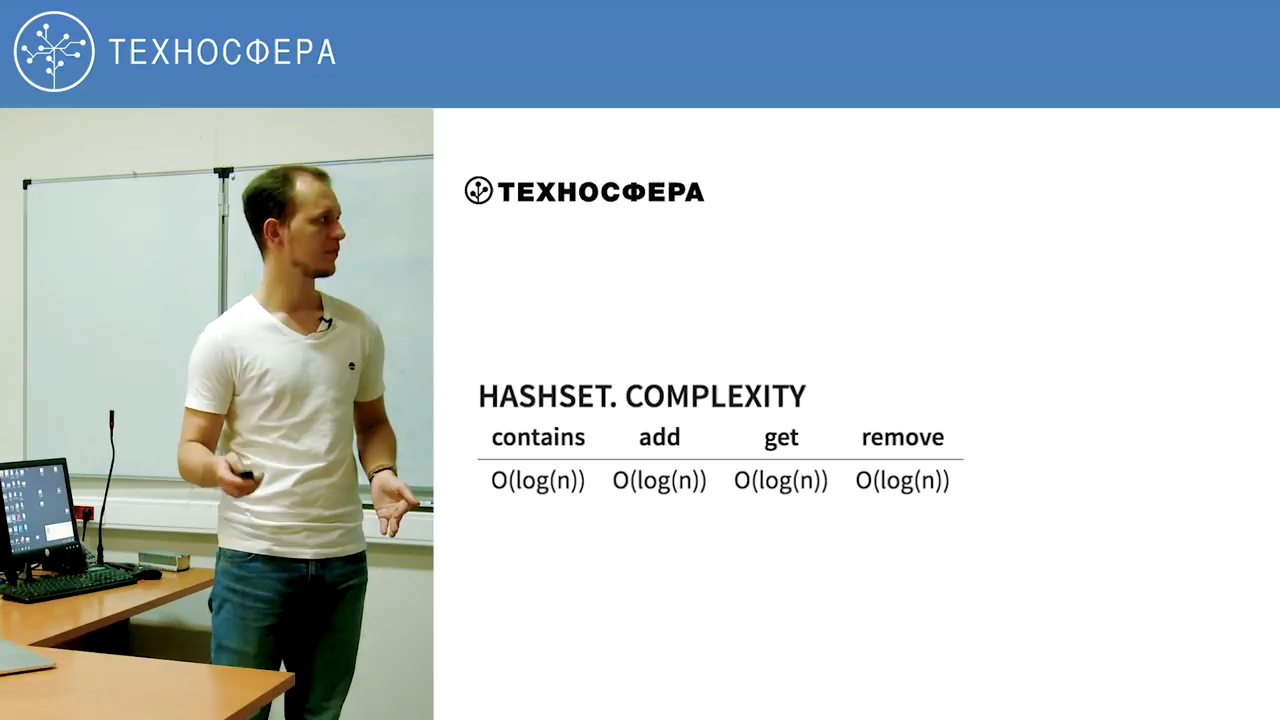 ТЕХНОСФЕРА
ТЕХНОСФЕРА
HASHSET. COMPLEXITY
contains add get remove
O(log(n)) O(log(n)) O(log(n)) O(log(n))